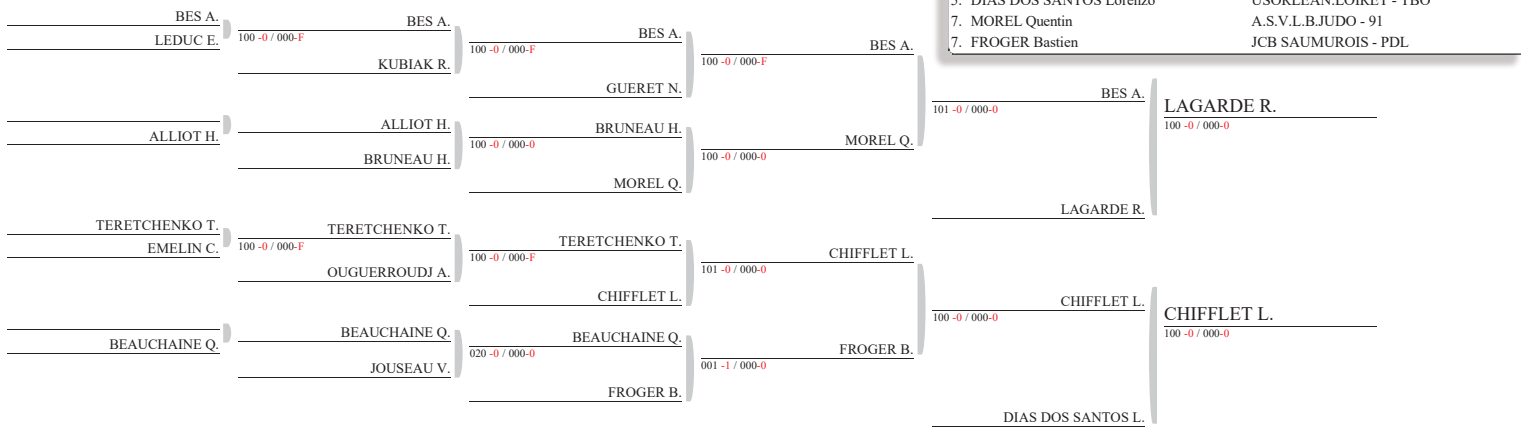 5. DIAS DOS SANTOS Lorenzo USORLEAN.LOIRET - TBO
7. MOREL Quentin A.S.V.L.B.JUDO - 91
7. FROGER Bastien JCB SAUMUROIS - PDL
BES A.
LEDUC E.
ALLIOT H.
TERETCHENKO T.
EMELIN C.
BEAUCHAINE Q.
BES A.
100 -0 / 000-F
KUBIAK R.
ALLIOT H.
BRUNEAU H.
TERETCHENKO T.
100 -0 / 000-F
OUGUERROUDJ A.
BEAUCHAINE Q.
JOUSEAU V.
BES A.
100 -0 / 000-F
GUERET N.
BRUNEAU H.
100 -0 / 000-0
MOREL Q.
TERETCHENKO T.
100 -0 / 000-F
CHIFFLET L.
BEAUCHAINE Q.
020 -0 / 000-0
FROGER B.
BES A.
100 -0 / 000-F
MOREL Q.
100 -0 / 000-0
CHIFFLET L.
101 -0 / 000-0
FROGER B.
001 -1 / 000-0
BES A.
101 -0 / 000-0
LAGARDE R.
CHIFFLET L.
100 -0 / 000-0
DIAS DOS SANTOS L.
LAGARDE R.
100 -0 / 000-0
CHIFFLET L.
100 -0 / 000-0